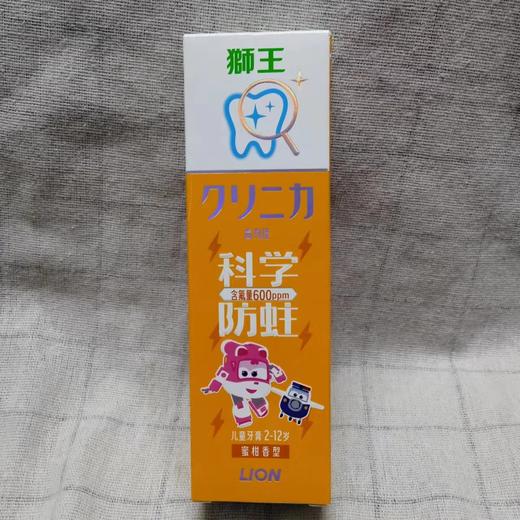 獅王
クリニカ
科学
含氟量600ppm
防蛀
儿童牙膏 2-12岁
蜜柑香型
LION